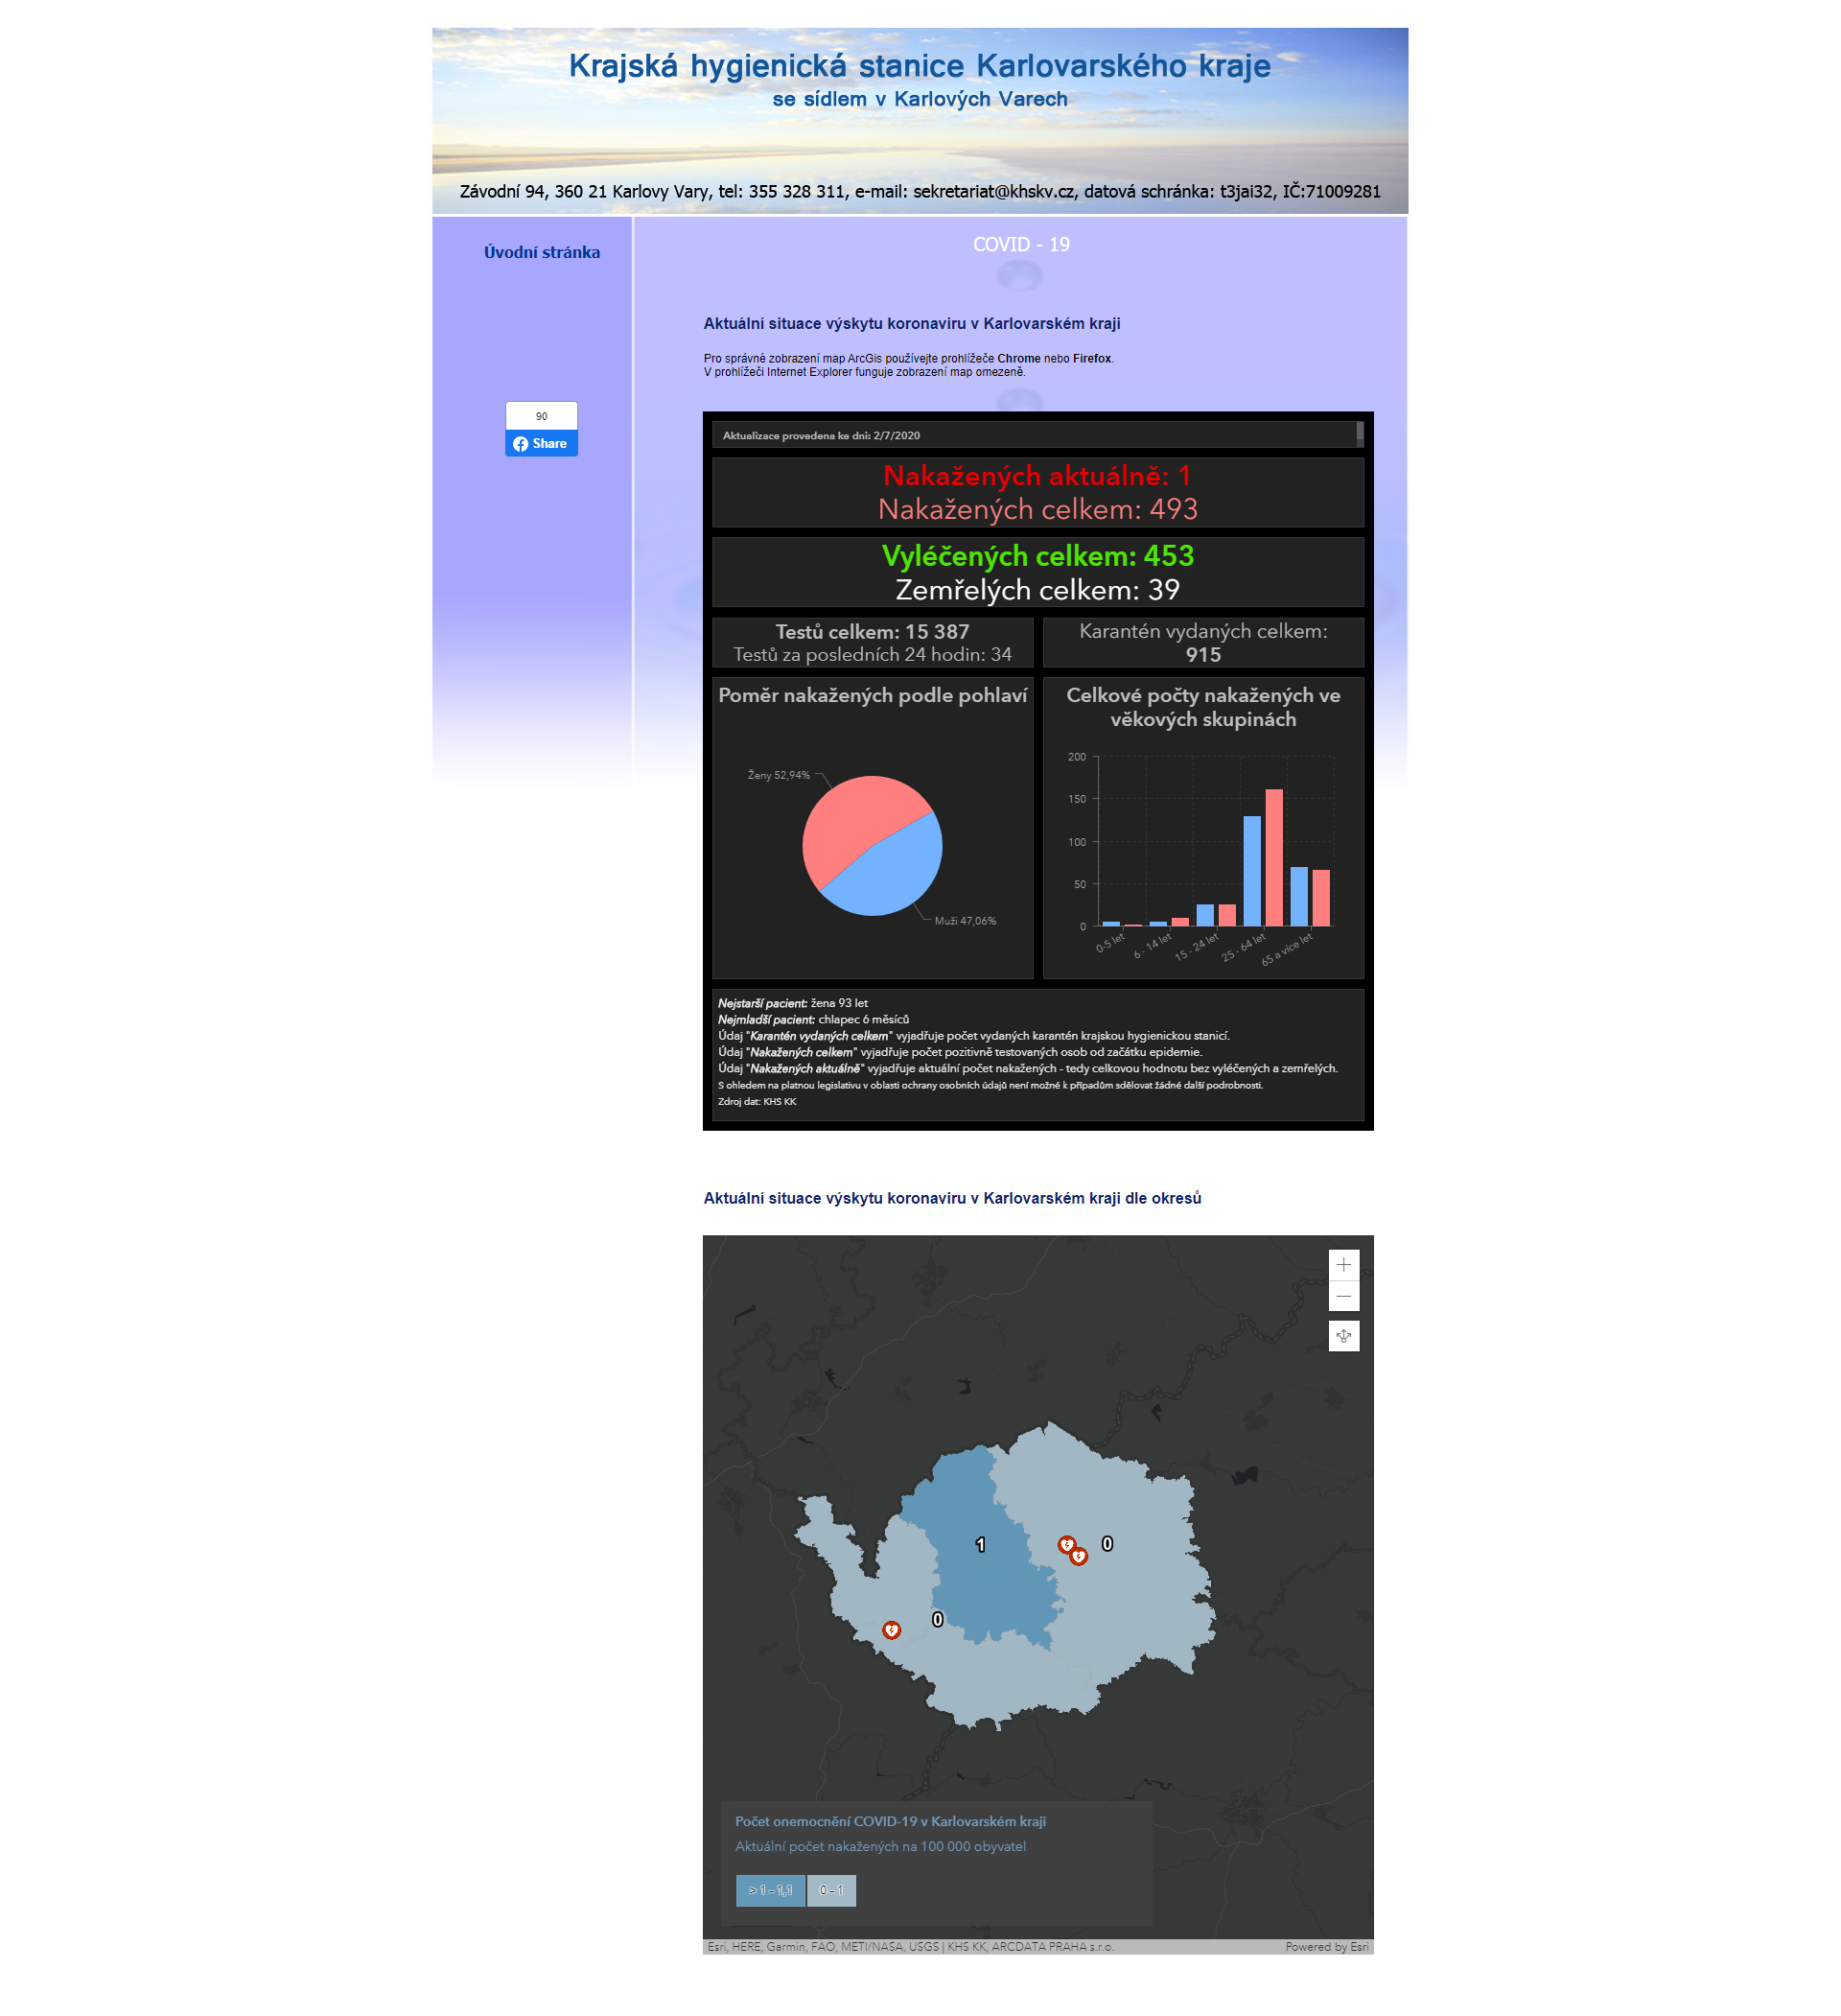 Krajská hygienická stanice Karlovarského kraje
se sídlem v Karlových Varech
Závodní 94, 360 21 Karlovy Vary, tel: 355 328 311, e-mail: sekretariat@khskv.cz, datová schránka: t3jai32, IČ:71009281
Úvodní stránka
90
Share
COVID - 19
Aktuální situace výskytu koronaviru v Karlovarském kraji
Pro správné zobrazení map ArcGis používejte prohlížeče Chrome nebo Firefox.
V prohlížeči Internet Explorer funguje zobrazení map omezeně.
Aktualizace provedena ke dni: 2/7/2020
Nakažených aktuálně: 1
Nakažených celkem: 493
Vyléčených celkem: 453
Zemřelých celkem: 39
Testů celkem: 15 387
Testů za posledních 24 hodin: 34
Karantén vydaných celkem:
915
Poměr nakažených podle pohlaví
Ženy 52,94%
Muži 47,06%
Celkové počty nakažených ve
věkových skupinách
200
150
100
50
0
0-5 let
6 - 14 let
15 - 24 let
25 - 64 let
65 a více let
Nejstarší pacient: žena 93 let
Nejmladší pacient: chlapec 6 měsíců
Údaj "Karantén vydaných celkem" vyjadřuje počet vydaných karantén krajskou hygienickou stanicí.
Údaj "Nakažených celkem" vyjadřuje počet pozitivně testovaných osob od začátku epidemie.
Údaj "Nakažených aktuálně" vyjadřuje aktuální počet nakažených - tedy celkovou hodnotu bez vyléčených a zemřelých.
S ohledem na platnou legislativu v oblasti ochrany osobních údajů není možné k případům sdělovat žádné další podrobnosti.
Zdroj dat: KHS KK
Aktuální situace výskytu koronaviru v Karlovarském kraji dle okresů
1
0
0
Počet onemocnění COVID-19 v Karlovarském kraji
Aktuální počet nakažených na 100 000 obyvatel
> 1 – 1,1
0 – 1
Esri, HERE, Garmin, FAO, METI/NASA, USGS | KHS KK, ARCDATA PRAHA s.r.o.
Powered by Esri